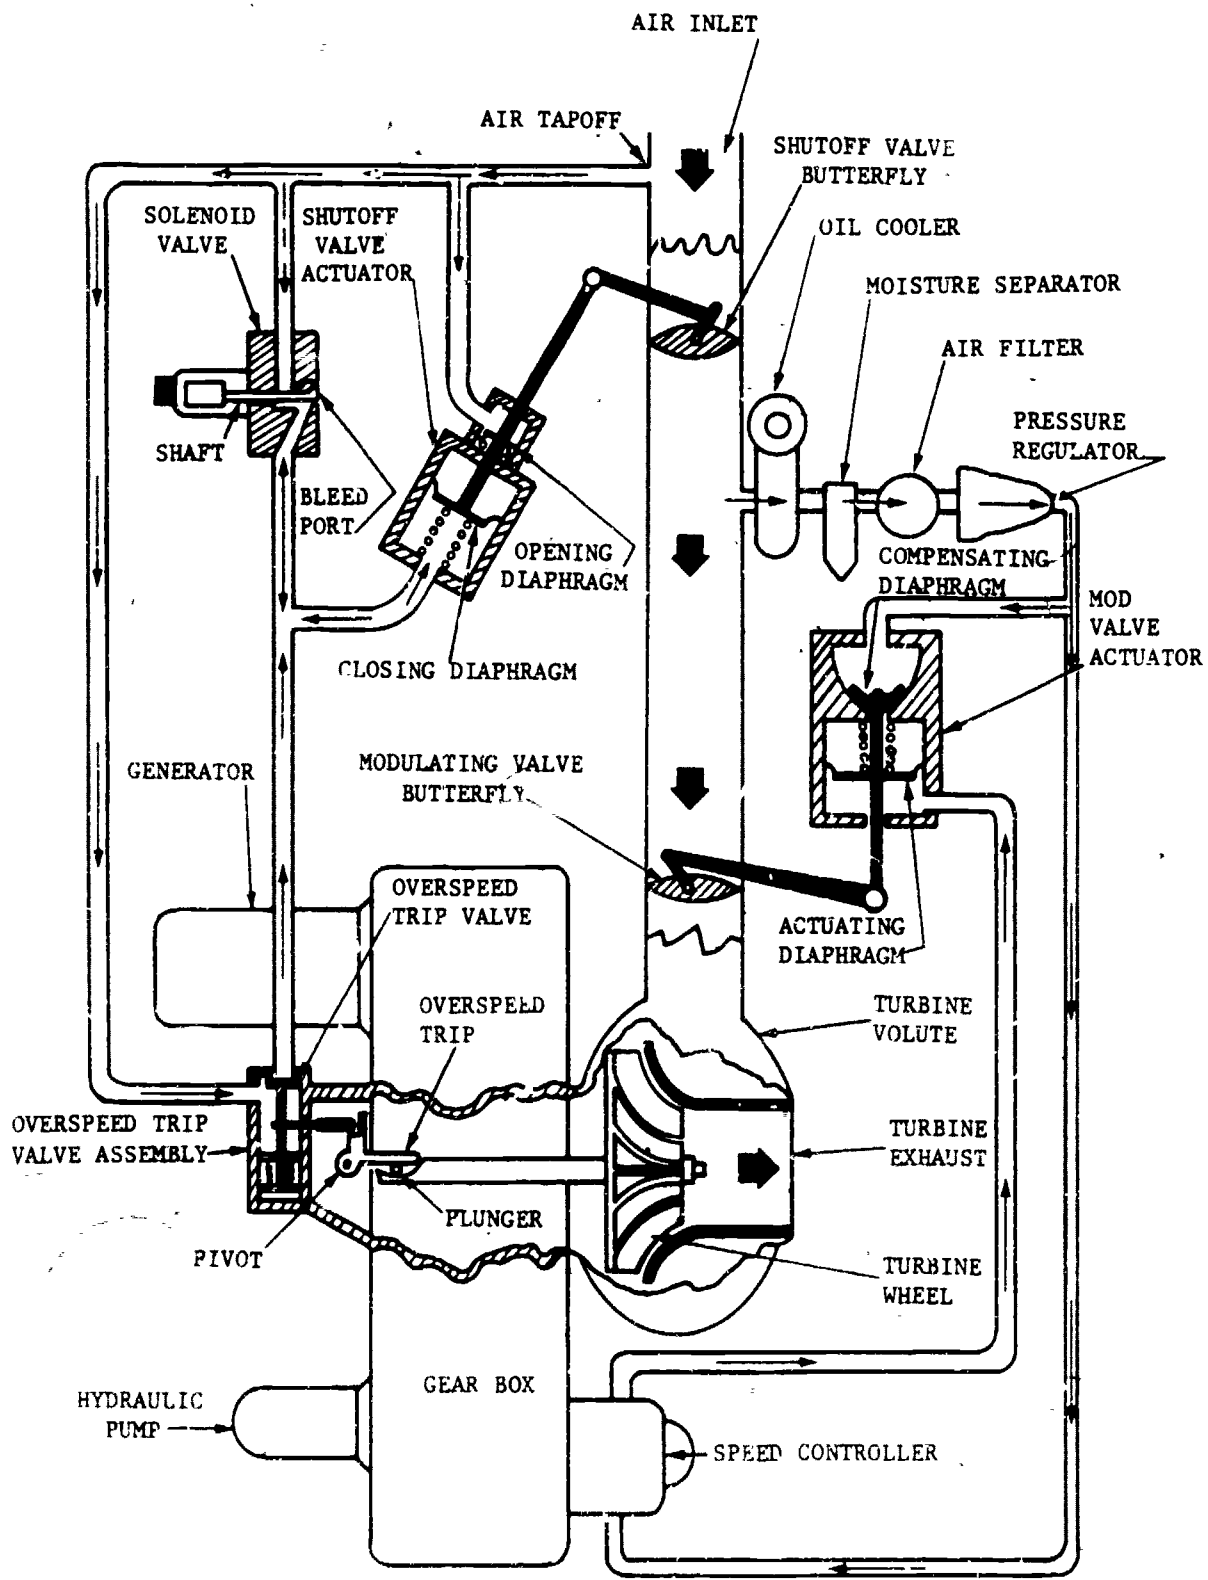 AIR INLET
AIR TAPOFF
SHUTOFF VALVE
BUTTERFLY
SOLENOID
VALVE
SHUTOFF
VALVE
ACTUATOR
OIL COOLER
MOISTURE SEPARATOR
AIR FILTER
PRESSURE
REGULATOR
SHAFT
BLEED
PORT
OPENING
DIAPHRAGM
COMPENSATING
DIAPHRAGM
MOD
VALVE
ACTUATOR
CLOSING DIAPHRAGM
GENERATOR
MODULATING VALVE
BUTTERFLY
OVERSPEED
TRIP VALVE
ACTUATING
DIAPHRAGM
OVERSPEED
TRIP
TURBINE
VOLUTE
OVERSPEED TRIP
VALVE ASSEMBLY
TURBINE
EXHAUST
PLUNGER
PIVOT
TURBINE
WHEEL
GEAR BOX
HYDRAULIC
PUMP
SPEED CONTROLLER